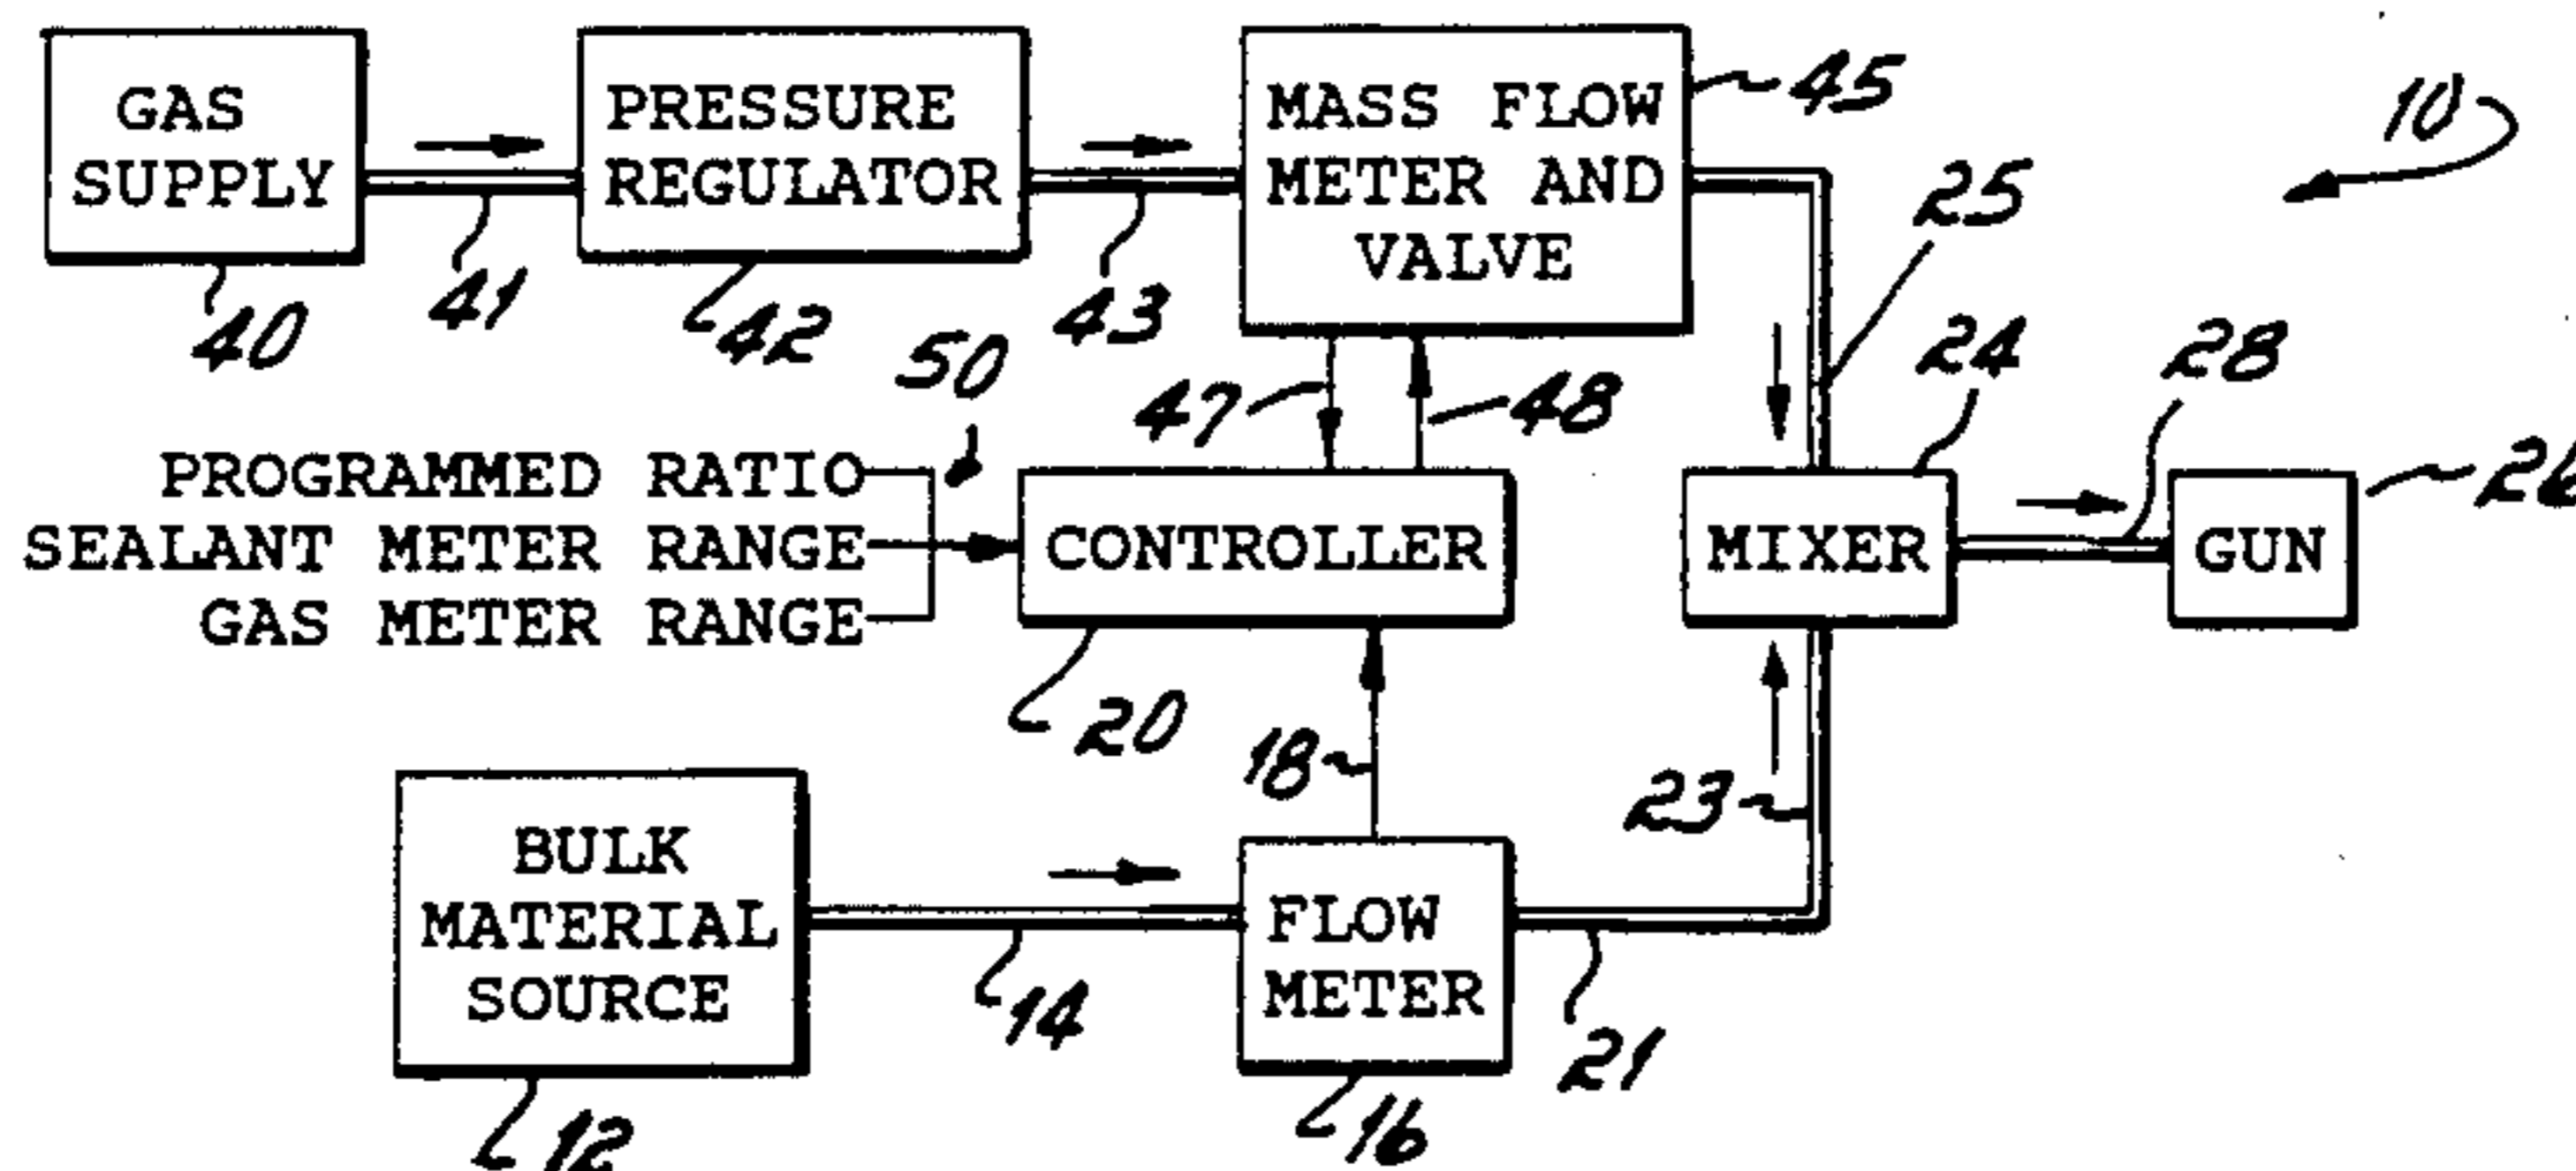 GAS
SUPPLY
PRESSURE
REGULATOR
MASS FLOW
METER AND
VALVE
45
10
25
40
41
42
43
50
47
48
24
28
26
PROGRAMMED RATIO
SEALANT METER RANGE
GAS METER RANGE
CONTROLLER
MIXER
GUN
20
18
23
BULK
MATERIAL
SOURCE
FLOW
METER
14
21
12
16